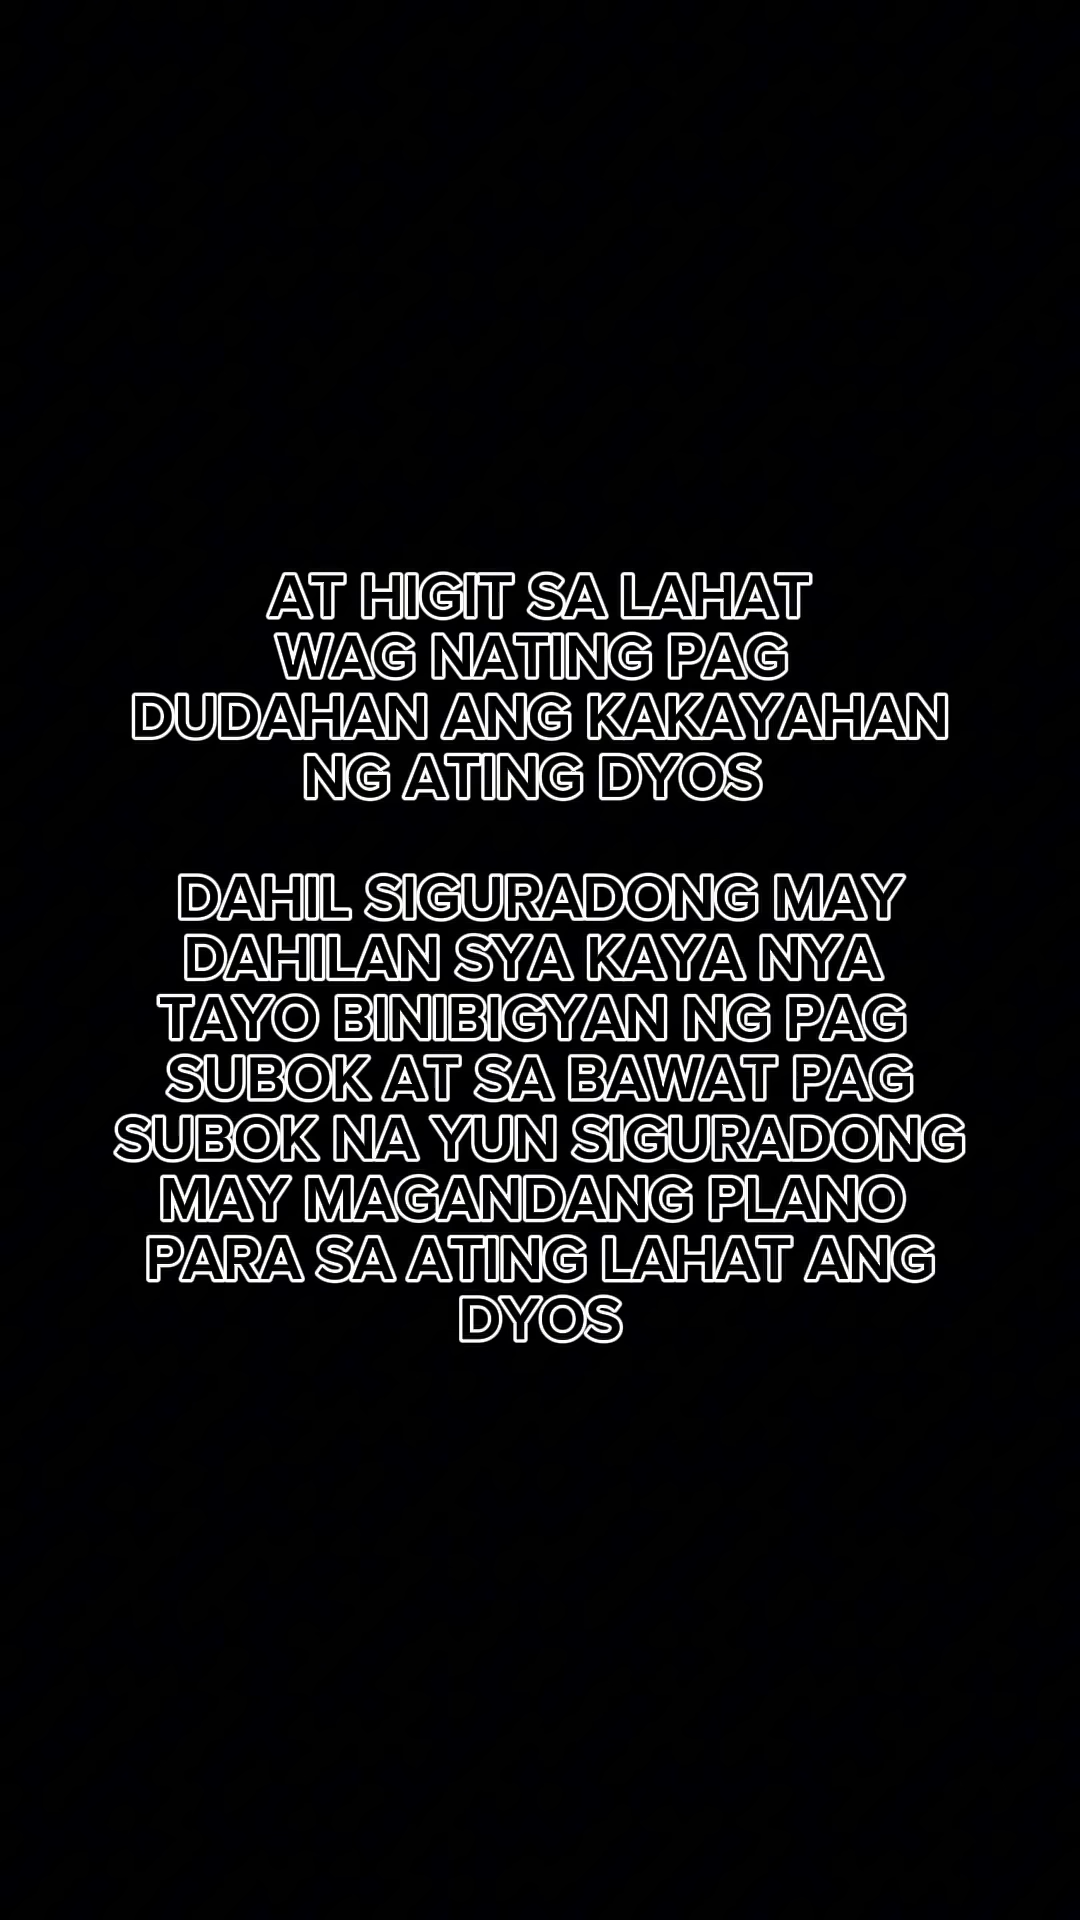 AT HIGIT SA LAHAT
WAG NATING PAG
DUDAHAN ANG KAKAYAHAN
NG ATING DYOS
DAHIL SIGURADONG MAY
DAHILAN SYA KAYA NYA
TAYO BINIBIGYAN NG PAG
SUBOK AT SA BAWAT PAG
SUBOK NA YUN SIGURADONG
MAY MAGANDANG PLANO
PARA SA ATING LAHAT ANG
DYOS